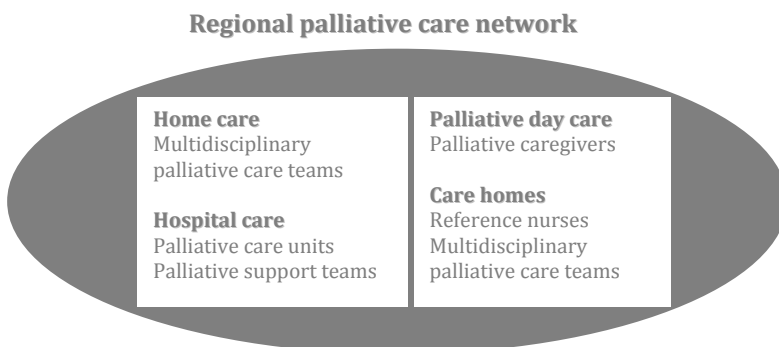 Regional palliative care network
Home care
Multidisciplinary
palliative care teams
Hospital care
Palliative care units
Palliative support teams
Palliative day care
Palliative caregivers
Care homes
Reference nurses
Multidisciplinary
palliative care teams